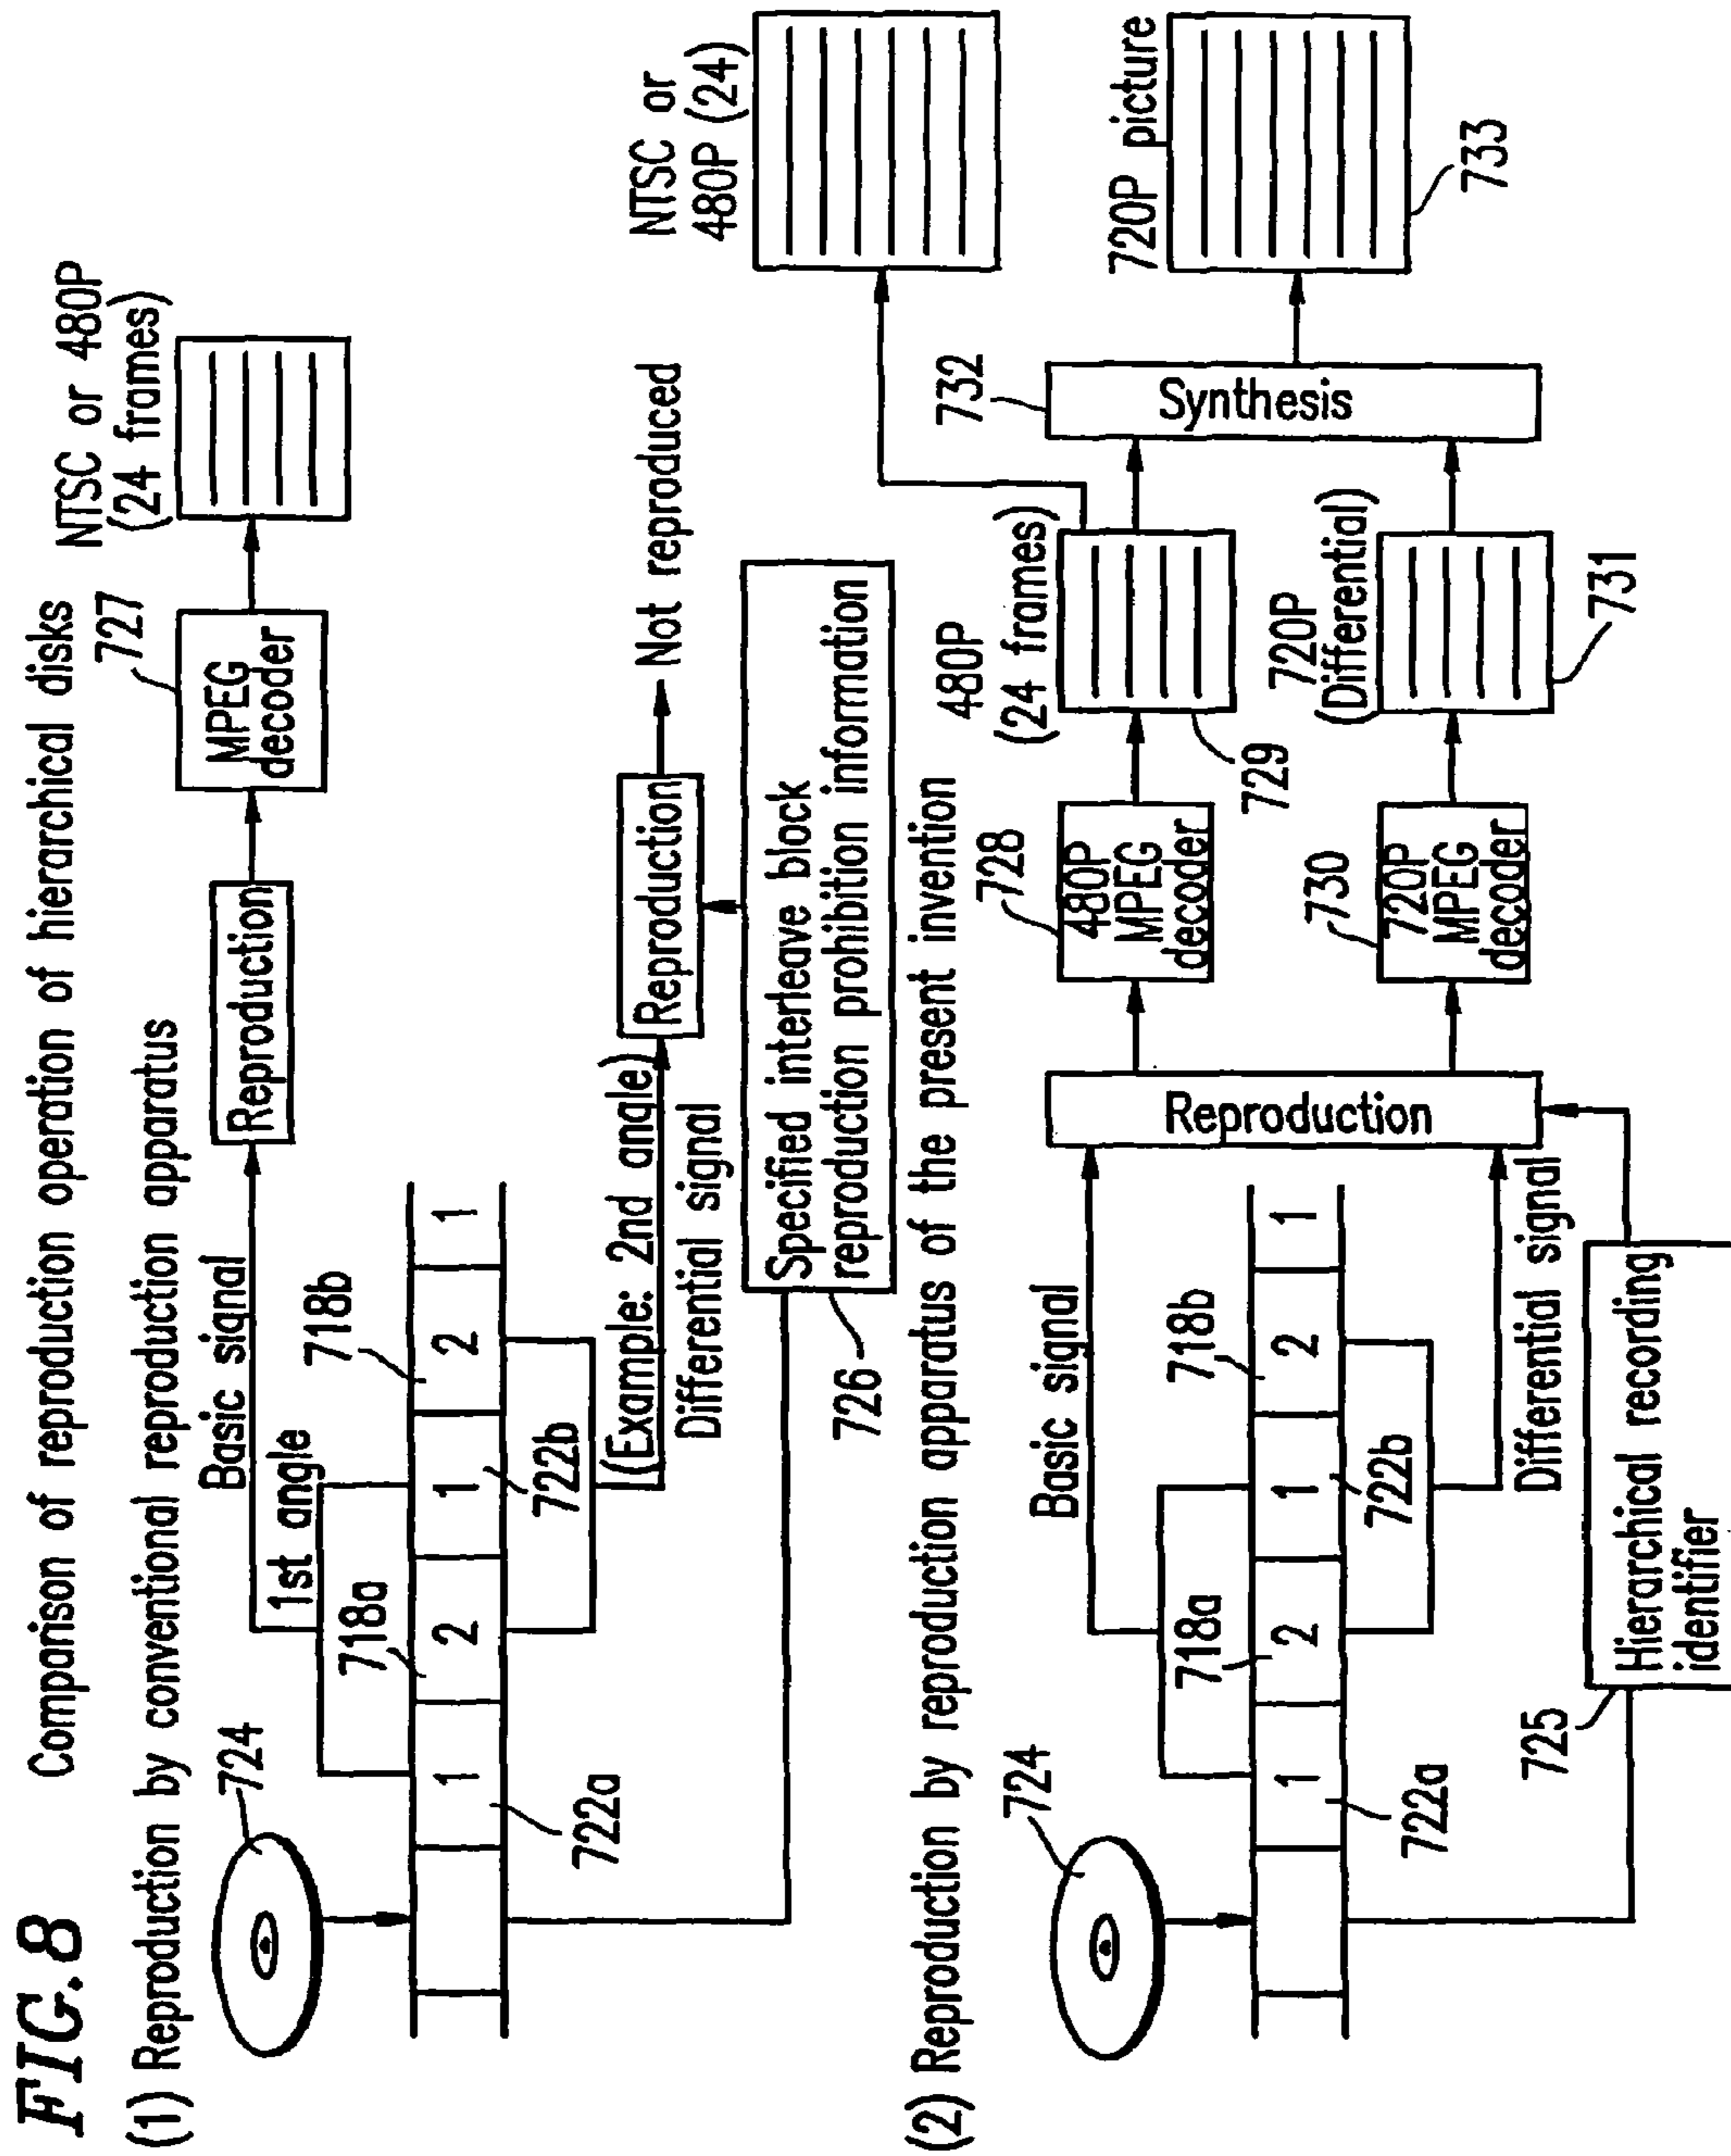 FIG.8
Comparison of reproduction operation of hierarchical disks
(1) Reproduction by conventional reproduction apparatus
724
Basic signal
1st angle
718a
718b
1
2
1
2
1
722a
722b
Reproduction
727
MPEG
decoder
NTSC or 480P
(24 frames)
(Example: 2nd angle)
Differential signal
Reproduction
Not reproduced
726
Specified interleave block
reproduction prohibition information
(2) Reproduction by reproduction apparatus of the present invention
724
Basic signal
718a
718b
1
2
1
2
1
722a
722b
Differential signal
725
Hierarchical recording
identifier
Reproduction
728
480P
MPEG
decoder
480P
(24 frames)
729
730
720P
MPEG
decoder
720P
(Differential)
731
732
Synthesis
NTSC or
480P (24)
720P picture
733